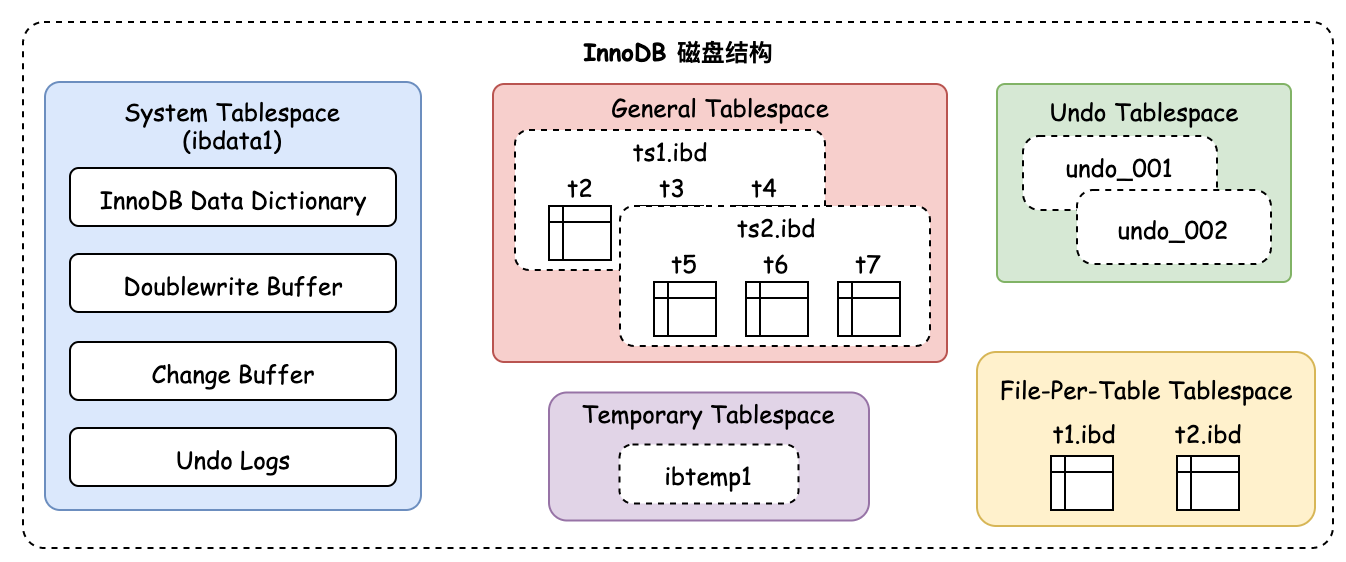 InnoDB 磁盘结构
System Tablespace
(ibdata1)
InnoDB Data Dictionary
Doublewrite Buffer
Change Buffer
Undo Logs
General Tablespace
ts1.ibd
t2 t3 t4
ts2.ibd
t5 t6 t7
Temporary Tablespace
ibtemp1
Undo Tablespace
undo_001
undo_002
File-Per-Table Tablespace
t1.ibd t2.ibd